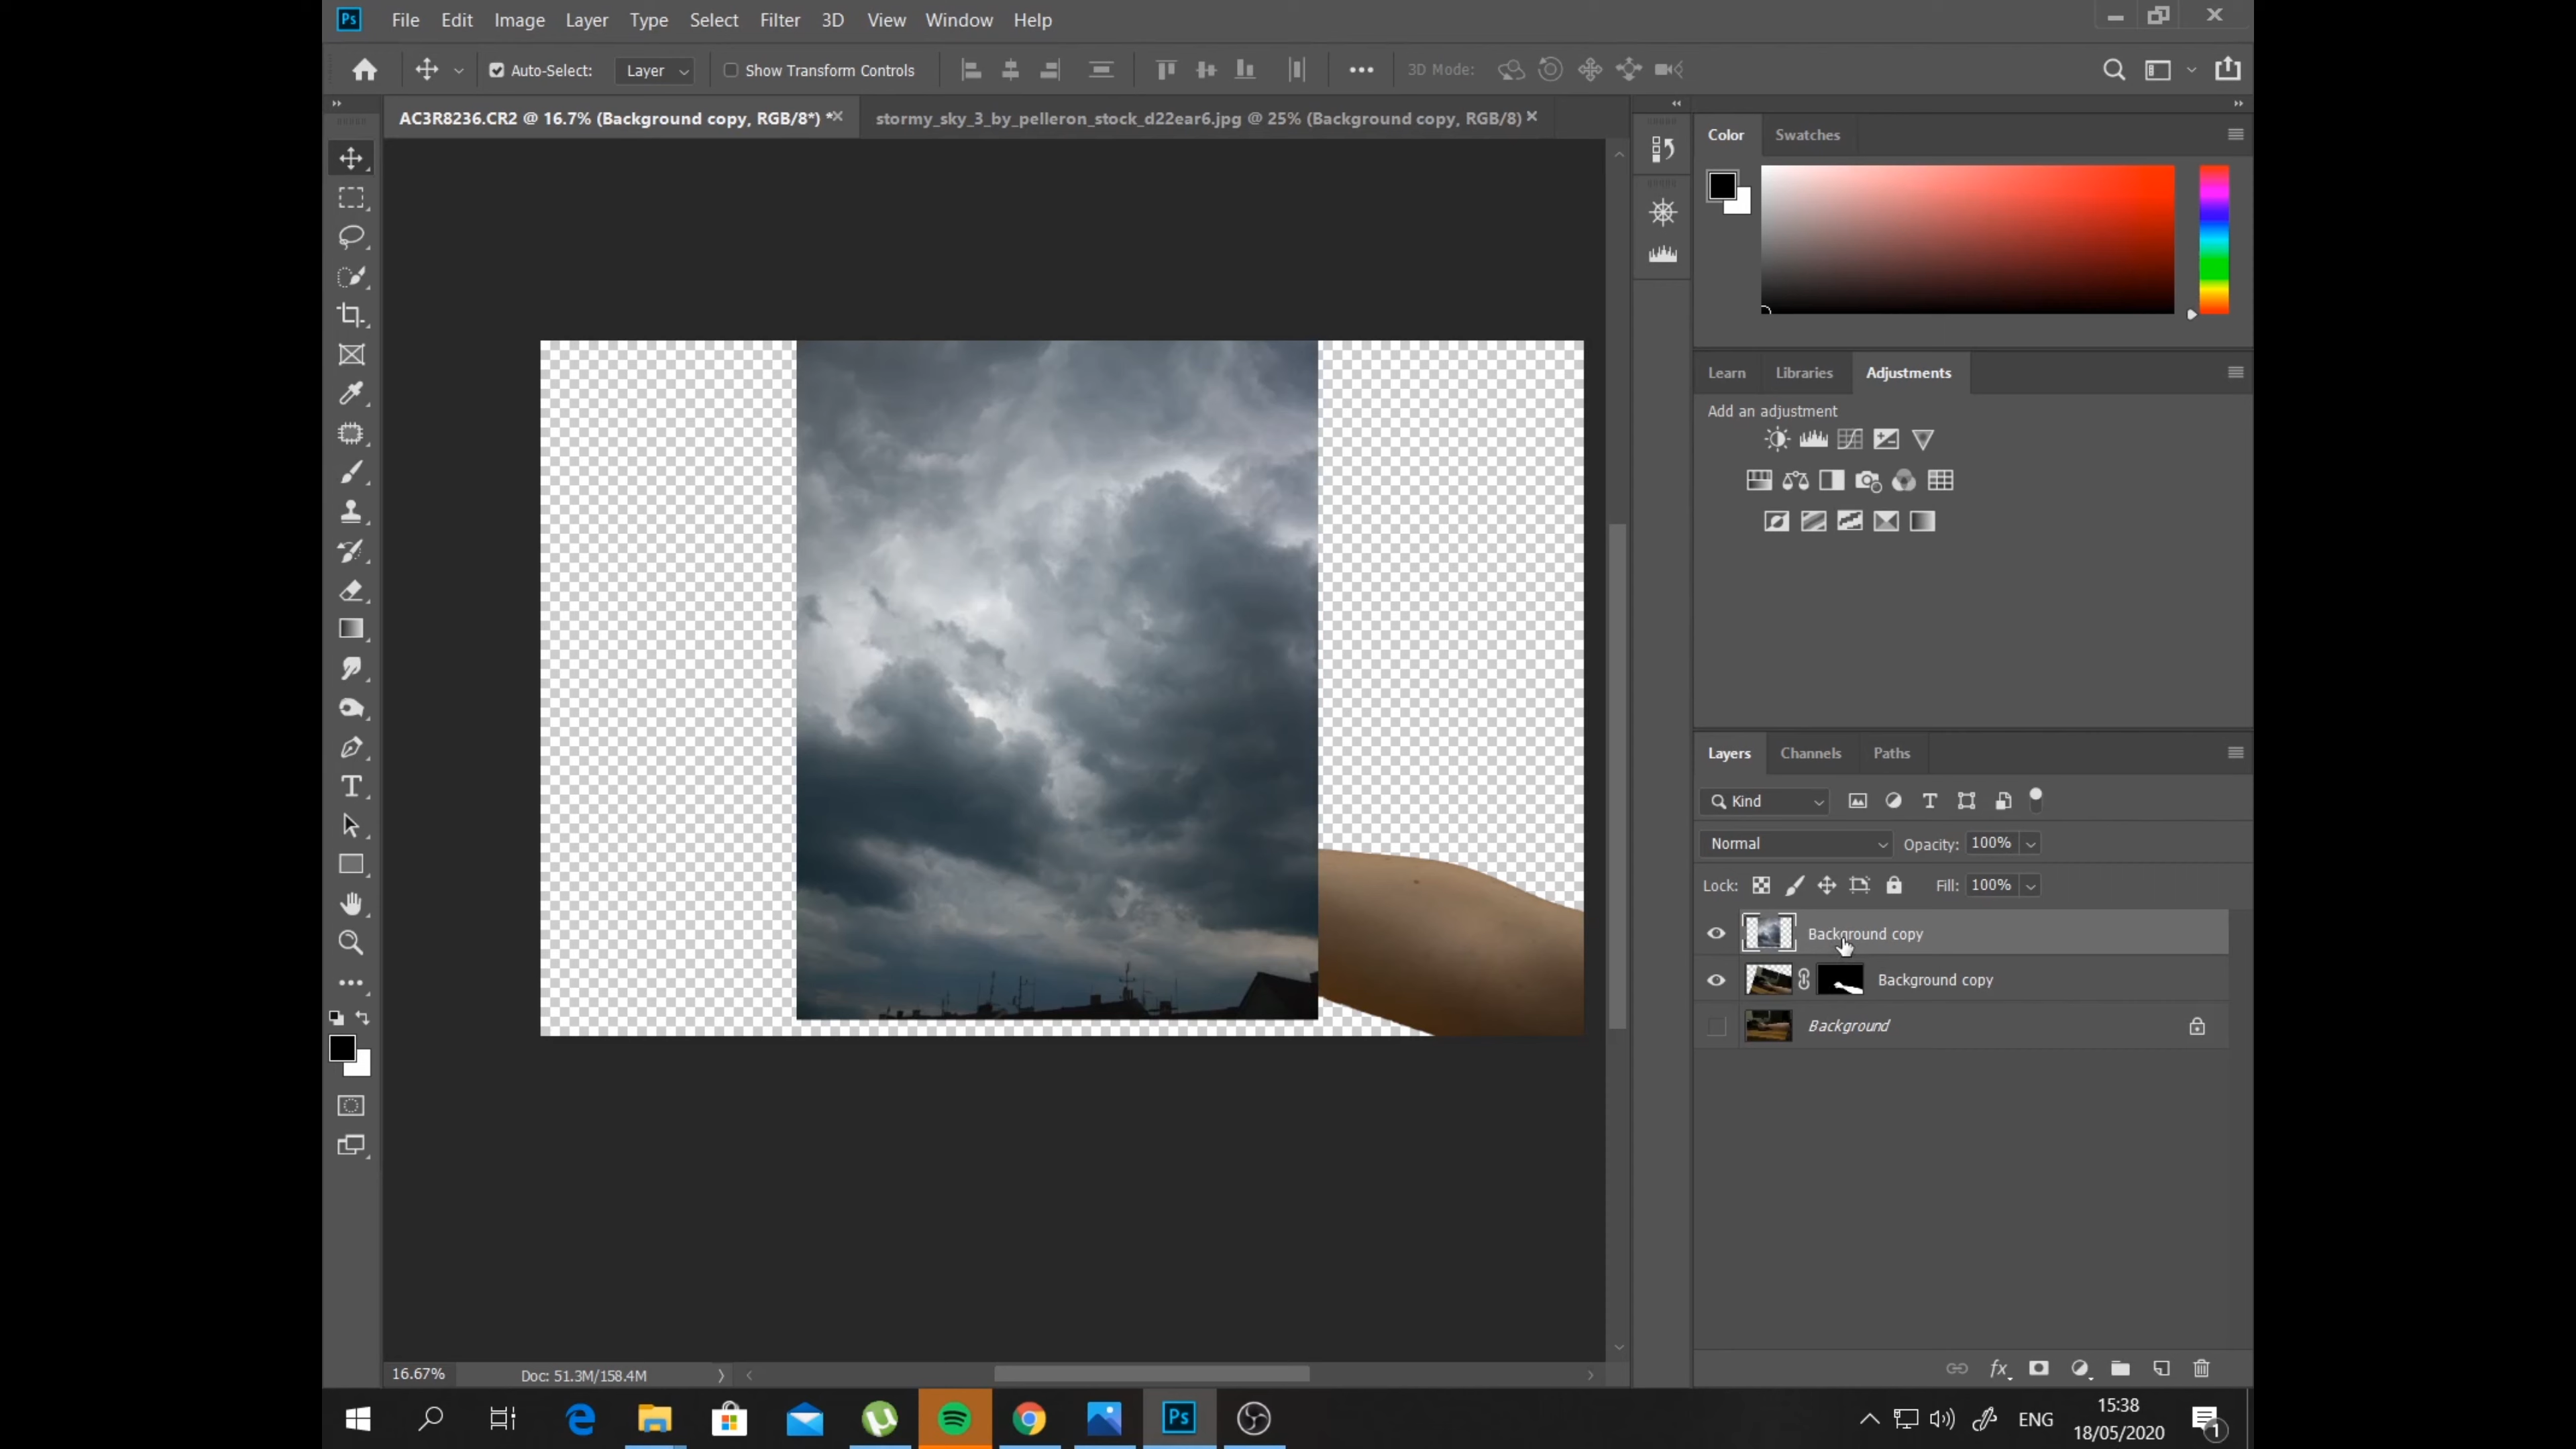 Ps File Edit Image Layer Type Select Filter 3D View Window Help
Auto-Select: Layer Show Transform Controls 3D Mode:
AC3R8236.CR2 @ 16.7% (Background copy, RGB/8*) * stormy_sky_3_by_pelleron_stock_d22ear6.jpg @ 25% (Background copy, RGB/8)
Color Swatches
Learn Libraries Adjustments
Add an adjustment
Layers Channels Paths
Kind
Normal Opacity: 100%
Lock: Fill: 100%
Background copy
Background copy
Background
16.67% Doc: 51.3M/158.4M
Ps
ENG
15:38
18/05/2020
1